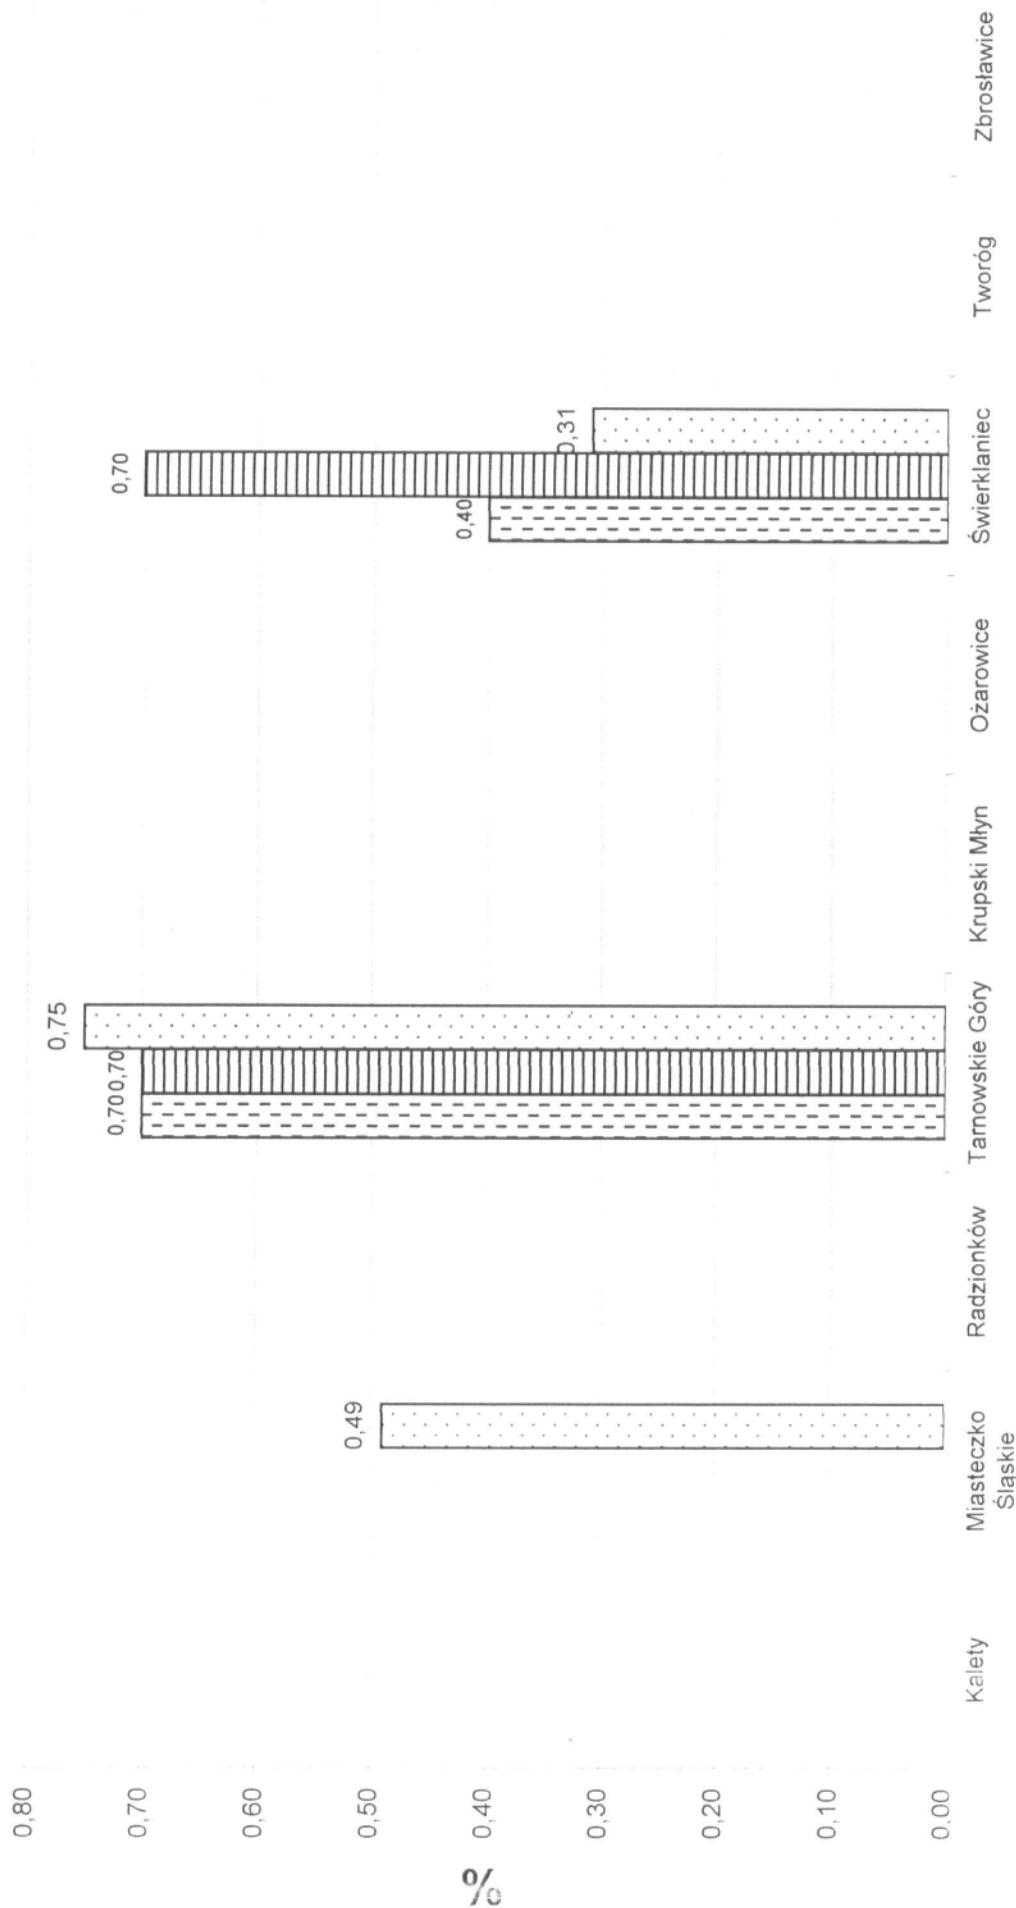 %
0,80
0,70
0,60
0,50
0,40
0,30
0,20
0,10
0,00
0,49
0,70
0,70
0,75
0,40
0,70
0,31
Kalety
Miasteczko
Śląskie
Radzionków
Tarnowskie Góry
Krupski Młyn
Ożarowice
Świerklaniec
Tworóg
Zbrosławice